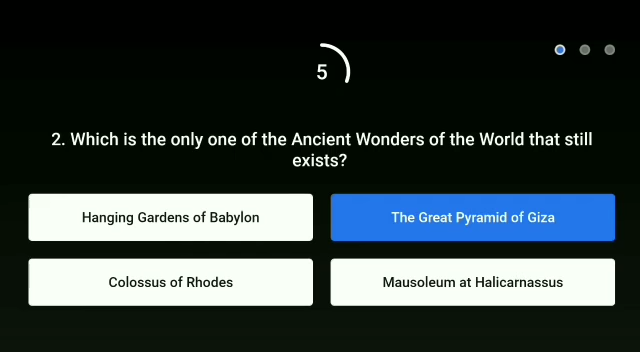 5
2. Which is the only one of the Ancient Wonders of the World that still
exists?
Hanging Gardens of Babylon
The Great Pyramid of Giza
Colossus of Rhodes
Mausoleum at Halicarnassus